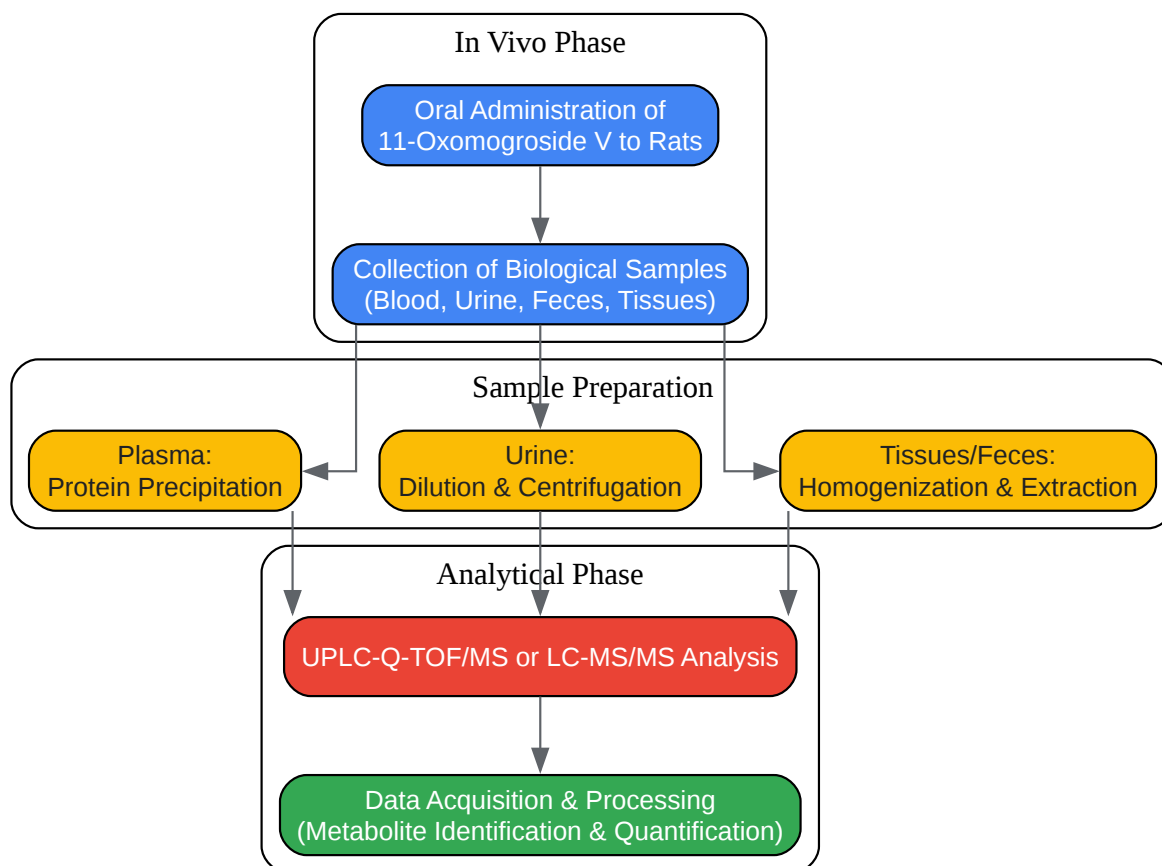 In Vivo Phase
Oral Administration of
11-Oxomogroside V to Rats
Collection of Biological Samples
(Blood, Urine, Feces, Tissues)
Sample Preparation
Plasma:
Protein Precipitation
Urine:
Dilution & Centrifugation
Tissues/Feces:
Homogenization & Extraction
Analytical Phase
UPLC-Q-TOF/MS or LC-MS/MS Analysis
Data Acquisition & Processing
(Metabolite Identification & Quantification)